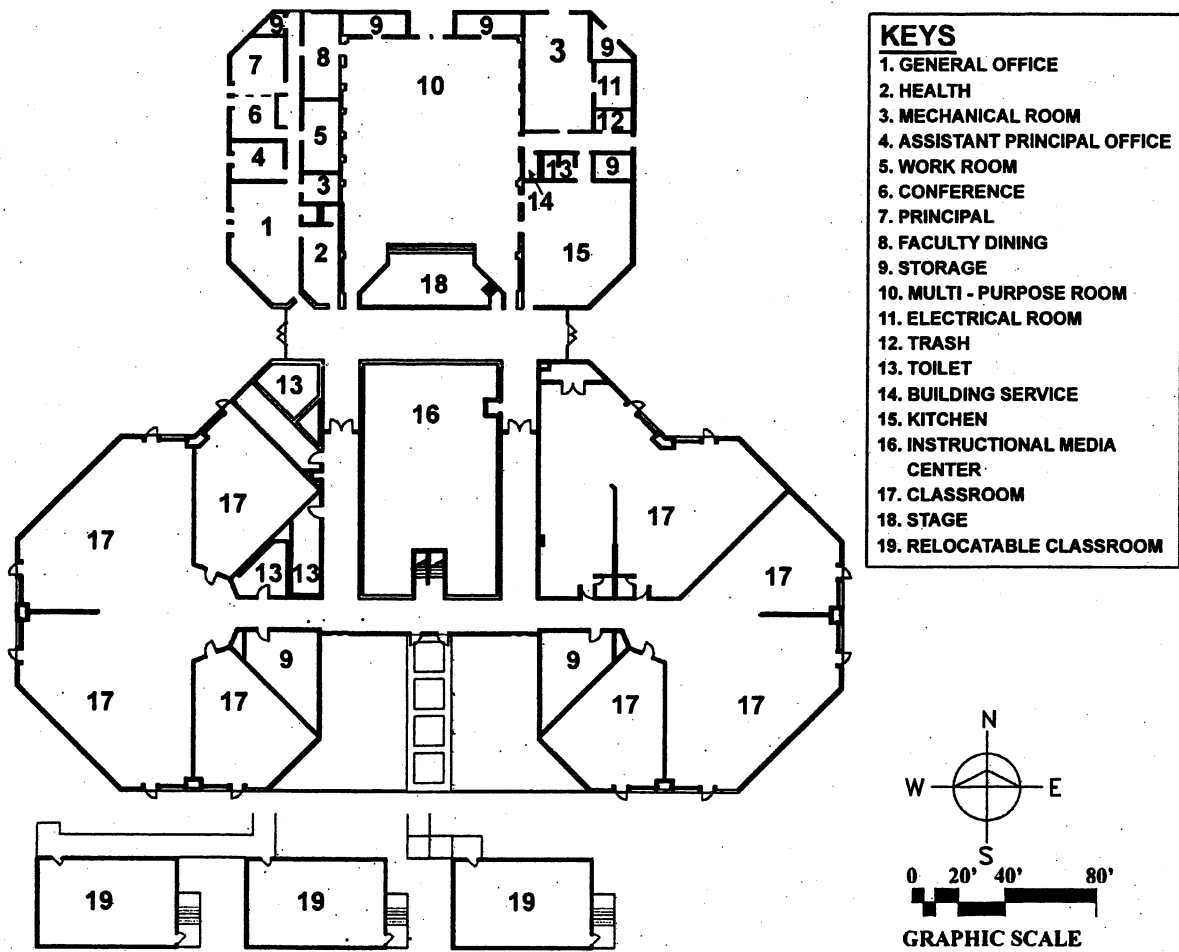 9
9
9
3
9
7
8
10
11
6
5
12
4
13
9
3
14
1
2
15
18
KEYS
1. GENERAL OFFICE
2. HEALTH
3. MECHANICAL ROOM
4. ASSISTANT PRINCIPAL OFFICE
5. WORK ROOM
6. CONFERENCE
7. PRINCIPAL
8. FACULTY DINING
9. STORAGE
10. MULTI - PURPOSE ROOM
11. ELECTRICAL ROOM
12. TRASH
13. TOILET
14. BUILDING SERVICE
15. KITCHEN
16. INSTRUCTIONAL MEDIA
CENTER
17. CLASSROOM
18. STAGE
19. RELOCATABLE CLASSROOM
13
16
17
17
17
13
13
17
9
9
17
17
17
17
N
W E
S
19
19
19
0 20' 40' 80'
GRAPHIC SCALE